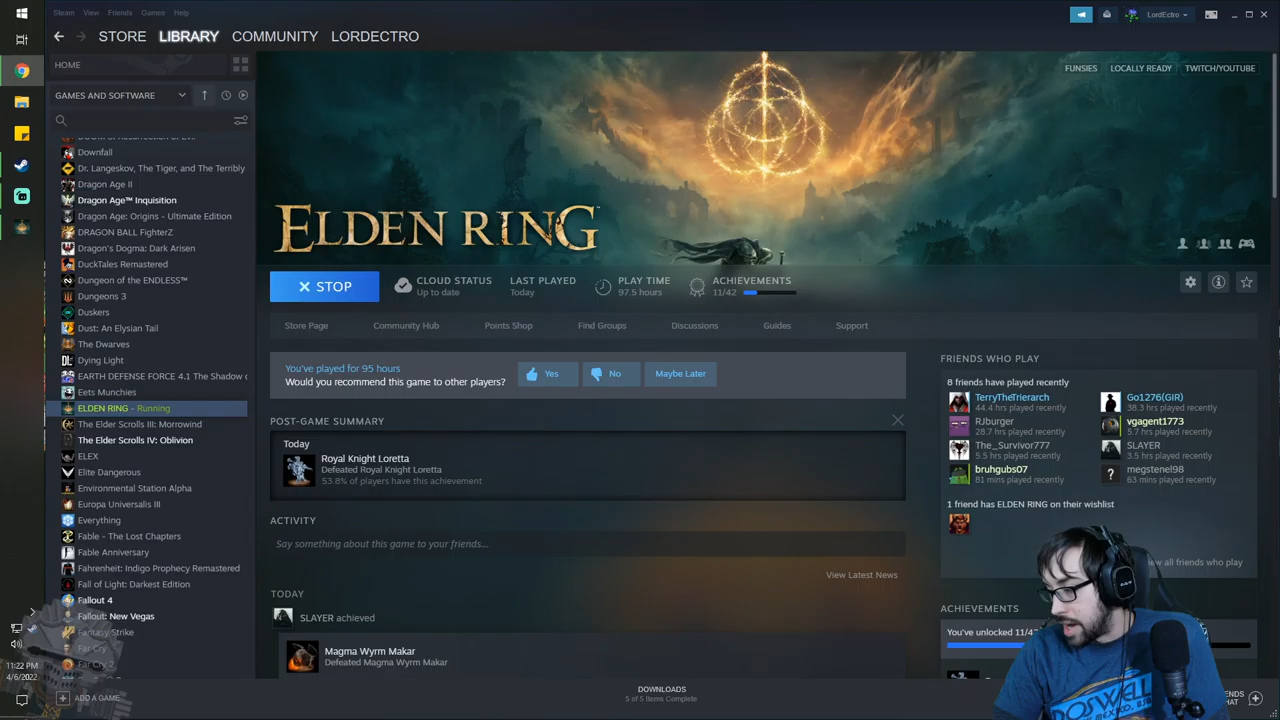 Steam View Friends Games Help
LordEctro
STORE LIBRARY COMMUNITY LORDECTRO
HOME
GAMES AND SOFTWARE
Downfall
Dr. Langeskov, The Tiger, and The Terribly
Dragon Age II
Dragon Age™ Inquisition
Dragon Age: Origins - Ultimate Edition
DRAGON BALL FighterZ
Dragon's Dogma: Dark Arisen
DuckTales Remastered
Dungeon of the ENDLESS™
Dungeons 3
Duskers
Dust: An Elysian Tail
The Dwarves
Dying Light
EARTH DEFENSE FORCE 4.1 The Shadow
Eets Munchies
ELDEN RING - Running
The Elder Scrolls III: Morrowind
The Elder Scrolls IV: Oblivion
ELEX
Elite Dangerous
Environmental Station Alpha
Europa Universalis III
Everything
Fable - The Lost Chapters
Fable Anniversary
Fahrenheit: Indigo Prophecy Remastered
Fall of Light: Darkest Edition
Fallout 4
Fallout: New Vegas
Fantasy Strike
Far Cry
Far Cry 2
11:22 PM
4/6/2022
ADD A GAME
FUNSIES LOCALLY READY TWITCH/YOUTUBE
ELDEN RING
STOP
CLOUD STATUS
Up to date
LAST PLAYED
Today
PLAY TIME
97.5 hours
ACHIEVEMENTS
11/42
Store Page Community Hub Points Shop Find Groups Discussions Guides Support
You've played for 95 hours
Would you recommend this game to other players?
Yes No Maybe Later
POST-GAME SUMMARY
Today
Royal Knight Loretta
Defeated Royal Knight Loretta
53.8% of players have this achievement
ACTIVITY
Say something about this game to your friends...
View Latest News
TODAY
SLAYER achieved
Magma Wyrm Makar
Defeated Magma Wyrm Makar
FRIENDS WHO PLAY
8 friends have played recently
TerryTheTrierarch
44.4 hrs played recently
Go1276(GIR)
38.3 hrs played recently
RJburger
28.7 hrs played recently
vgagent1773
5.7 hrs played recently
The_Survivor777
5.5 hrs played recently
SLAYER
3.5 hrs played recently
bruhgubs07
81 mins played recently
megstenel98
63 mins played recently
1 friend has ELDEN RING on their wishlist
all friends who play
ACHIEVEMENTS
You've unlocked 11/42
DOWNLOADS
5 of 5 Items Complete